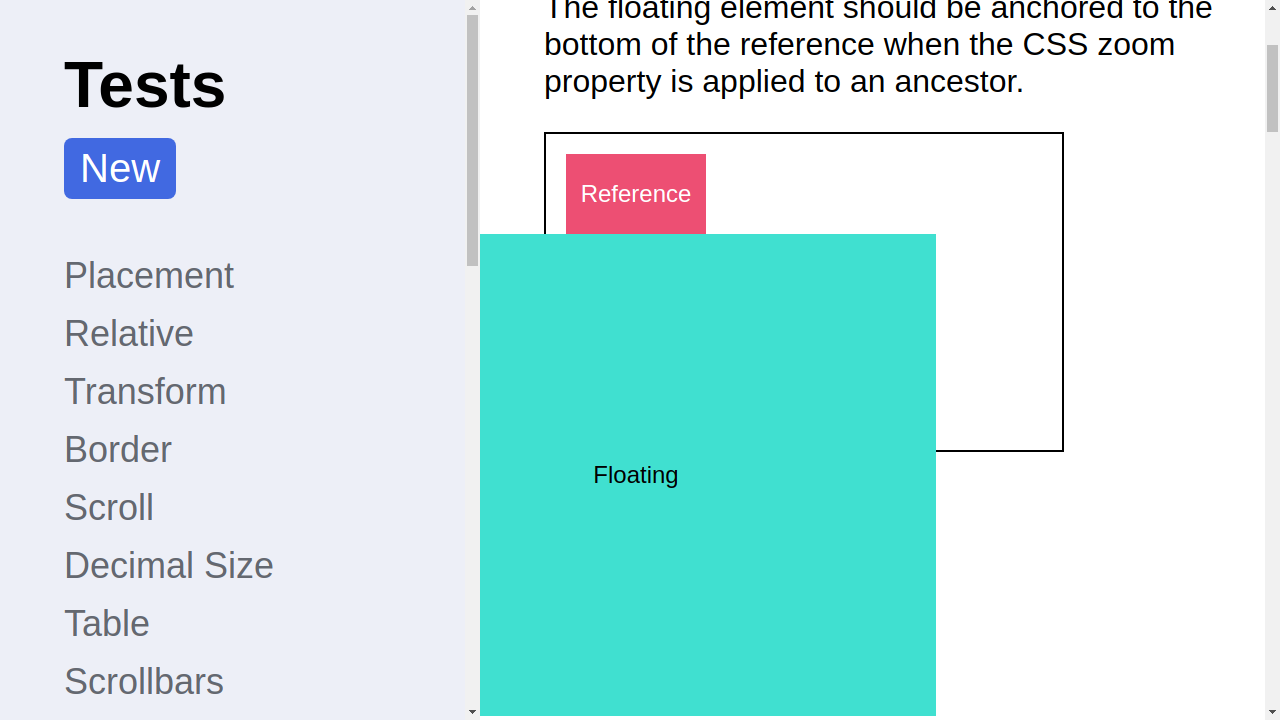 Tests
New
Placement
Relative
Transform
Border
Scroll
Decimal Size
Table
Scrollbars
The floating element should be anchored to the
bottom of the reference when the CSS zoom
property is applied to an ancestor.
Reference
Floating